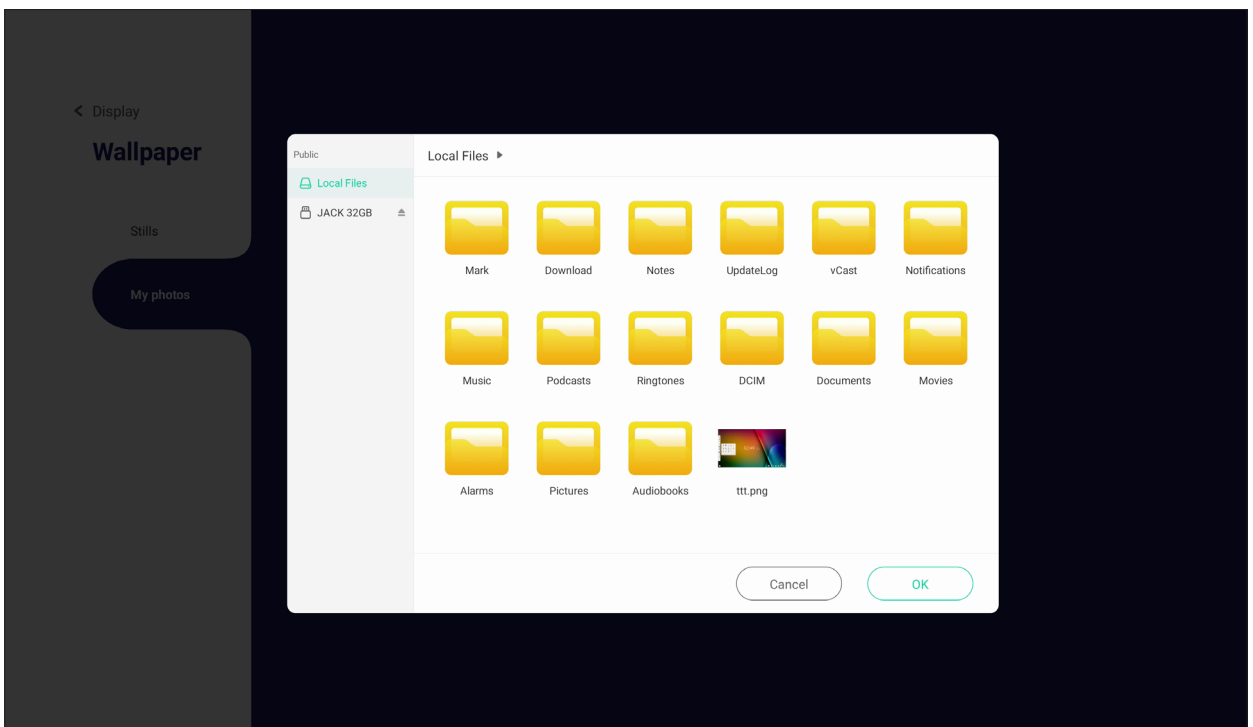 Display
Wallpaper
Stills
My photos
Public
Local Files
JACK 32GB
Local Files
Mark
Download
Notes
UpdateLog
vCast
Notifications
Music
Podcasts
Ringtones
DCIM
Documents
Movies
Alarms
Pictures
Audiobooks
ttt.png
Cancel
OK